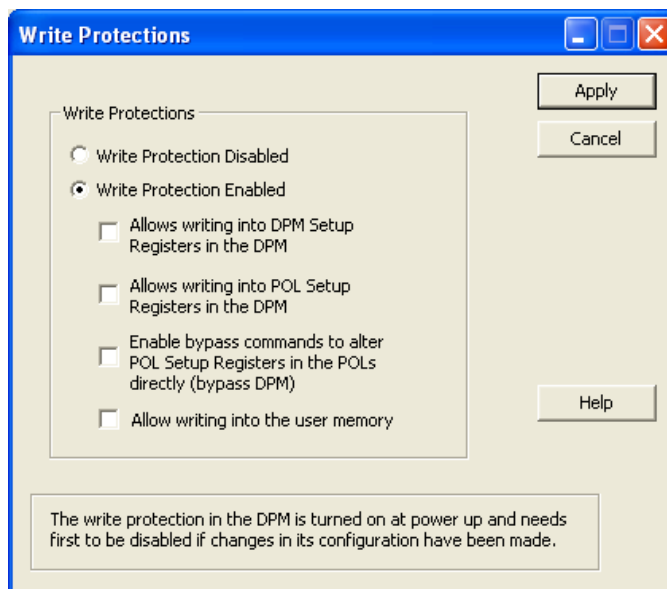 Write Protections
Apply
Write Protections
Cancel
Write Protection Disabled
Write Protection Enabled
Allows writing into DPM Setup
Registers in the DPM
Allows writing into POL Setup
Registers in the DPM
Enable bypass commands to alter
POL Setup Registers in the POLs
directly (bypass DPM)
Help
Allow writing into the user memory
The write protection in the DPM is turned on at power up and needs
first to be disabled if changes in its configuration have been made.